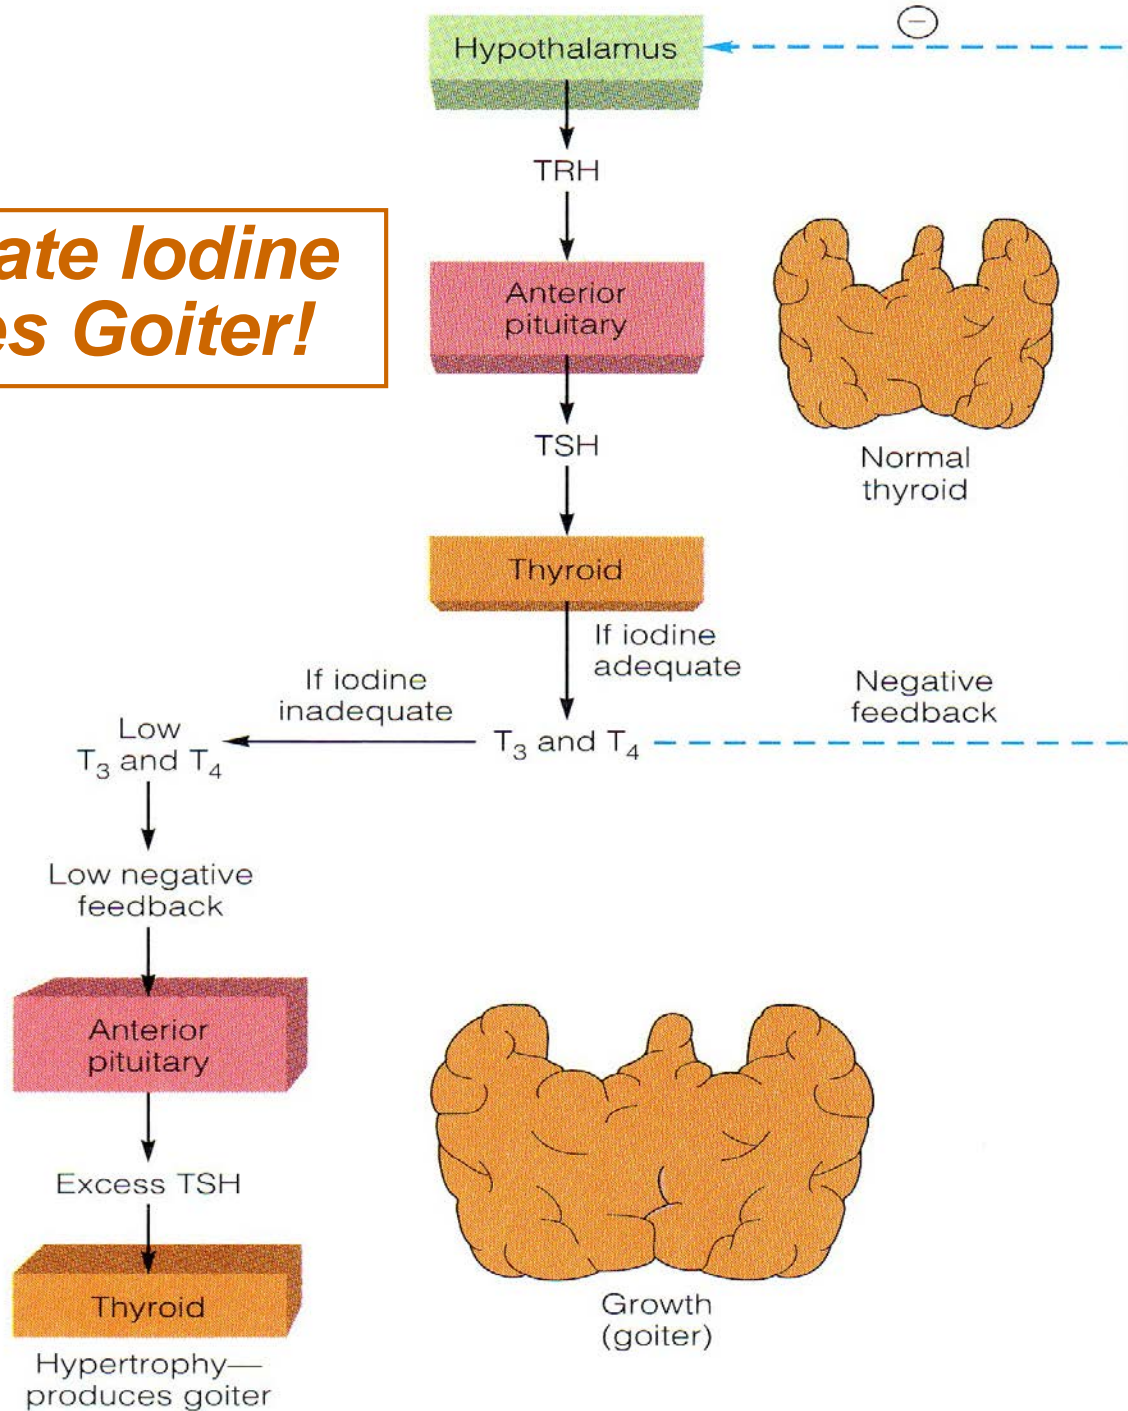 Hypothalamus
−
TRH
ate Iodine
es Goiter!
Anterior
pituitary
TSH
Normal
thyroid
Thyroid
If iodine
adequate
If iodine
inadequate
Negative
feedback
Low
T₃ and T₄
T₃ and T₄
Low negative
feedback
Anterior
pituitary
Excess TSH
Thyroid
Growth
(goiter)
Hypertrophy—
produces goiter